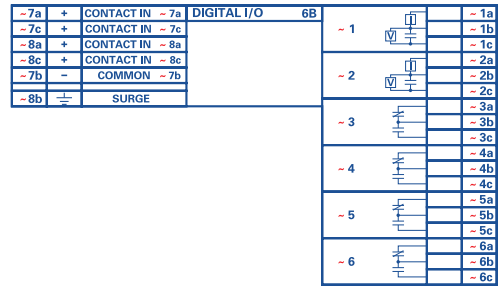 ~ 7a + CONTACT IN ~ 7a DIGITAL I/O 6B
~ 7c + CONTACT IN ~ 7c
~ 8a + CONTACT IN ~ 8a
~ 8c + CONTACT IN ~ 8c
~ 7b − COMMON ~ 7b
~ 8b SURGE
~ 1 V I ~ 1a
~ 1b
~ 1c
~ 2 V I ~ 2a
~ 2b
~ 2c
~ 3 ~ 3a
~ 3b
~ 3c
~ 4 ~ 4a
~ 4b
~ 4c
~ 5 ~ 5a
~ 5b
~ 5c
~ 6 ~ 6a
~ 6b
~ 6c